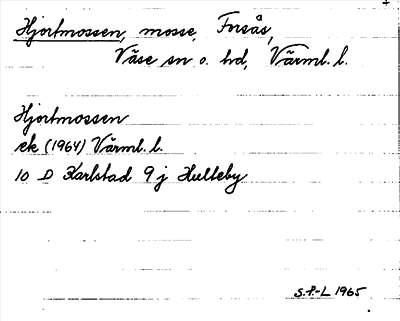 Hjortmossen, mosse, Forsås,
Väse sn o. hd, Värml. l.
Hjortmossen
ek (1964) Värml. l.
10 D Karlstad 9 j Hulteby
S.P-L 1965